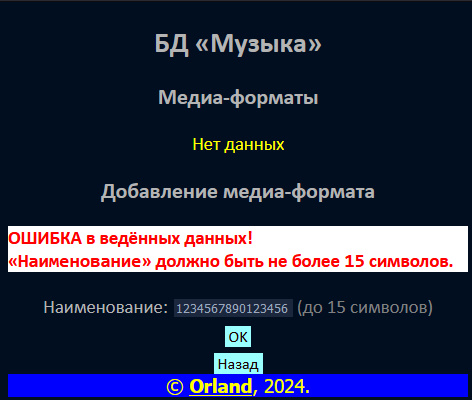 БД «Музыка»
Медиа-форматы
Нет данных
Добавление медиа-формата
ОШИБКА в ведённых данных!
«Наименование» должно быть не более 15 символов.
Наименование: 1234567890123456 (до 15 символов)
OK
Назад
© Orland, 2024.